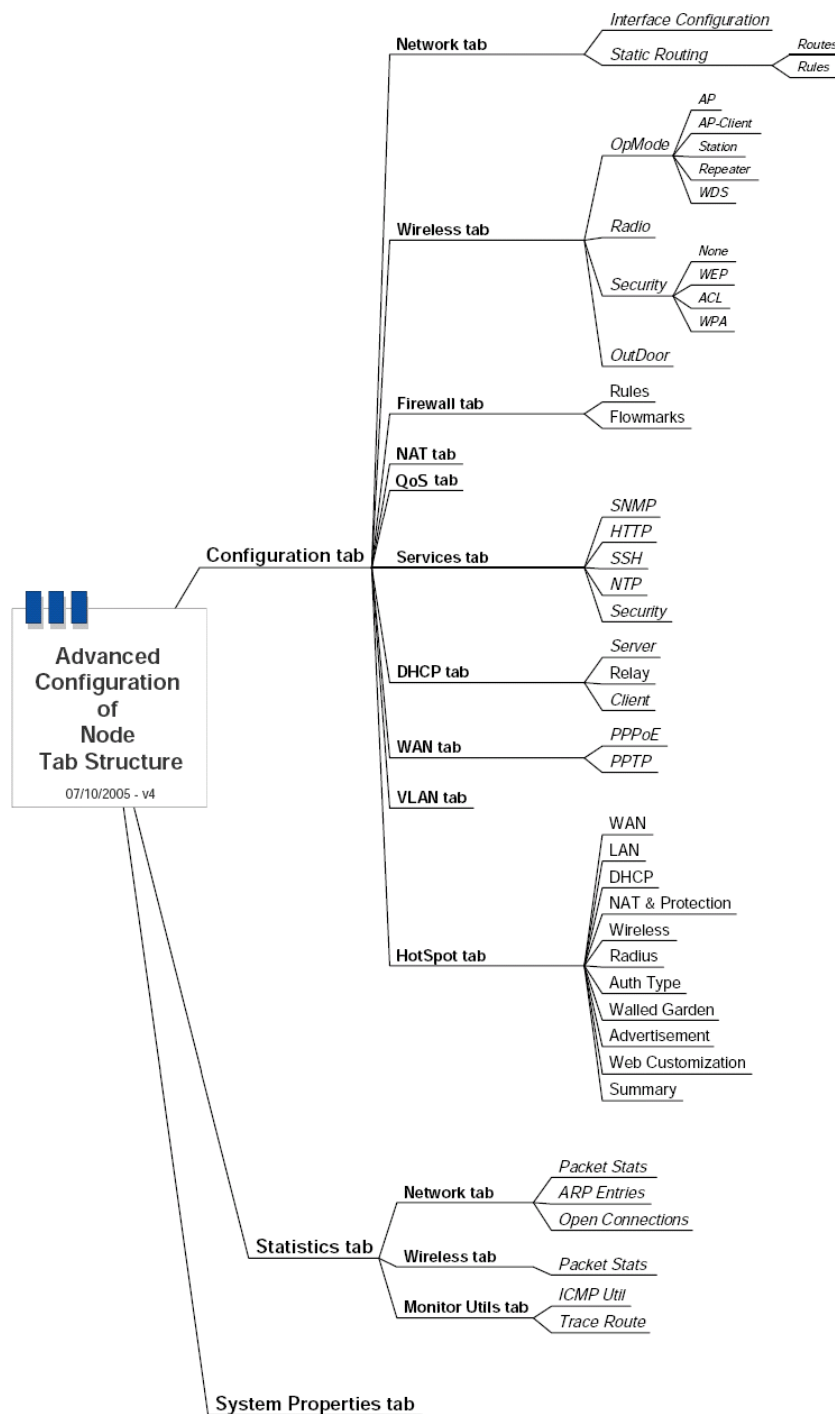 Interface Configuration
Network tab
Static Routing
Routes
Rules
AP
AP-Client
OpMode
Station
Repeater
WDS
Wireless tab
Radio
None
WEP
Security
ACL
WPA
OutDoor
Rules
Firewall tab
Flowmarks
NAT tab
QoS tab
SNMP
HTTP
Configuration tab
Services tab
SSH
NTP
Security
Advanced
Configuration
of
Node
Tab Structure
07/10/2005 - v4
Server
DHCP tab
Relay
Client
PPPoE
WAN tab
PPTP
VLAN tab
WAN
LAN
DHCP
NAT & Protection
Wireless
HotSpot tab
Radius
Auth Type
Walled Garden
Advertisement
Web Customization
Summary
Packet Stats
Network tab
ARP Entries
Open Connections
Statistics tab
Wireless tab
Packet Stats
ICMP Util
Monitor Utils tab
Trace Route
System Properties tab